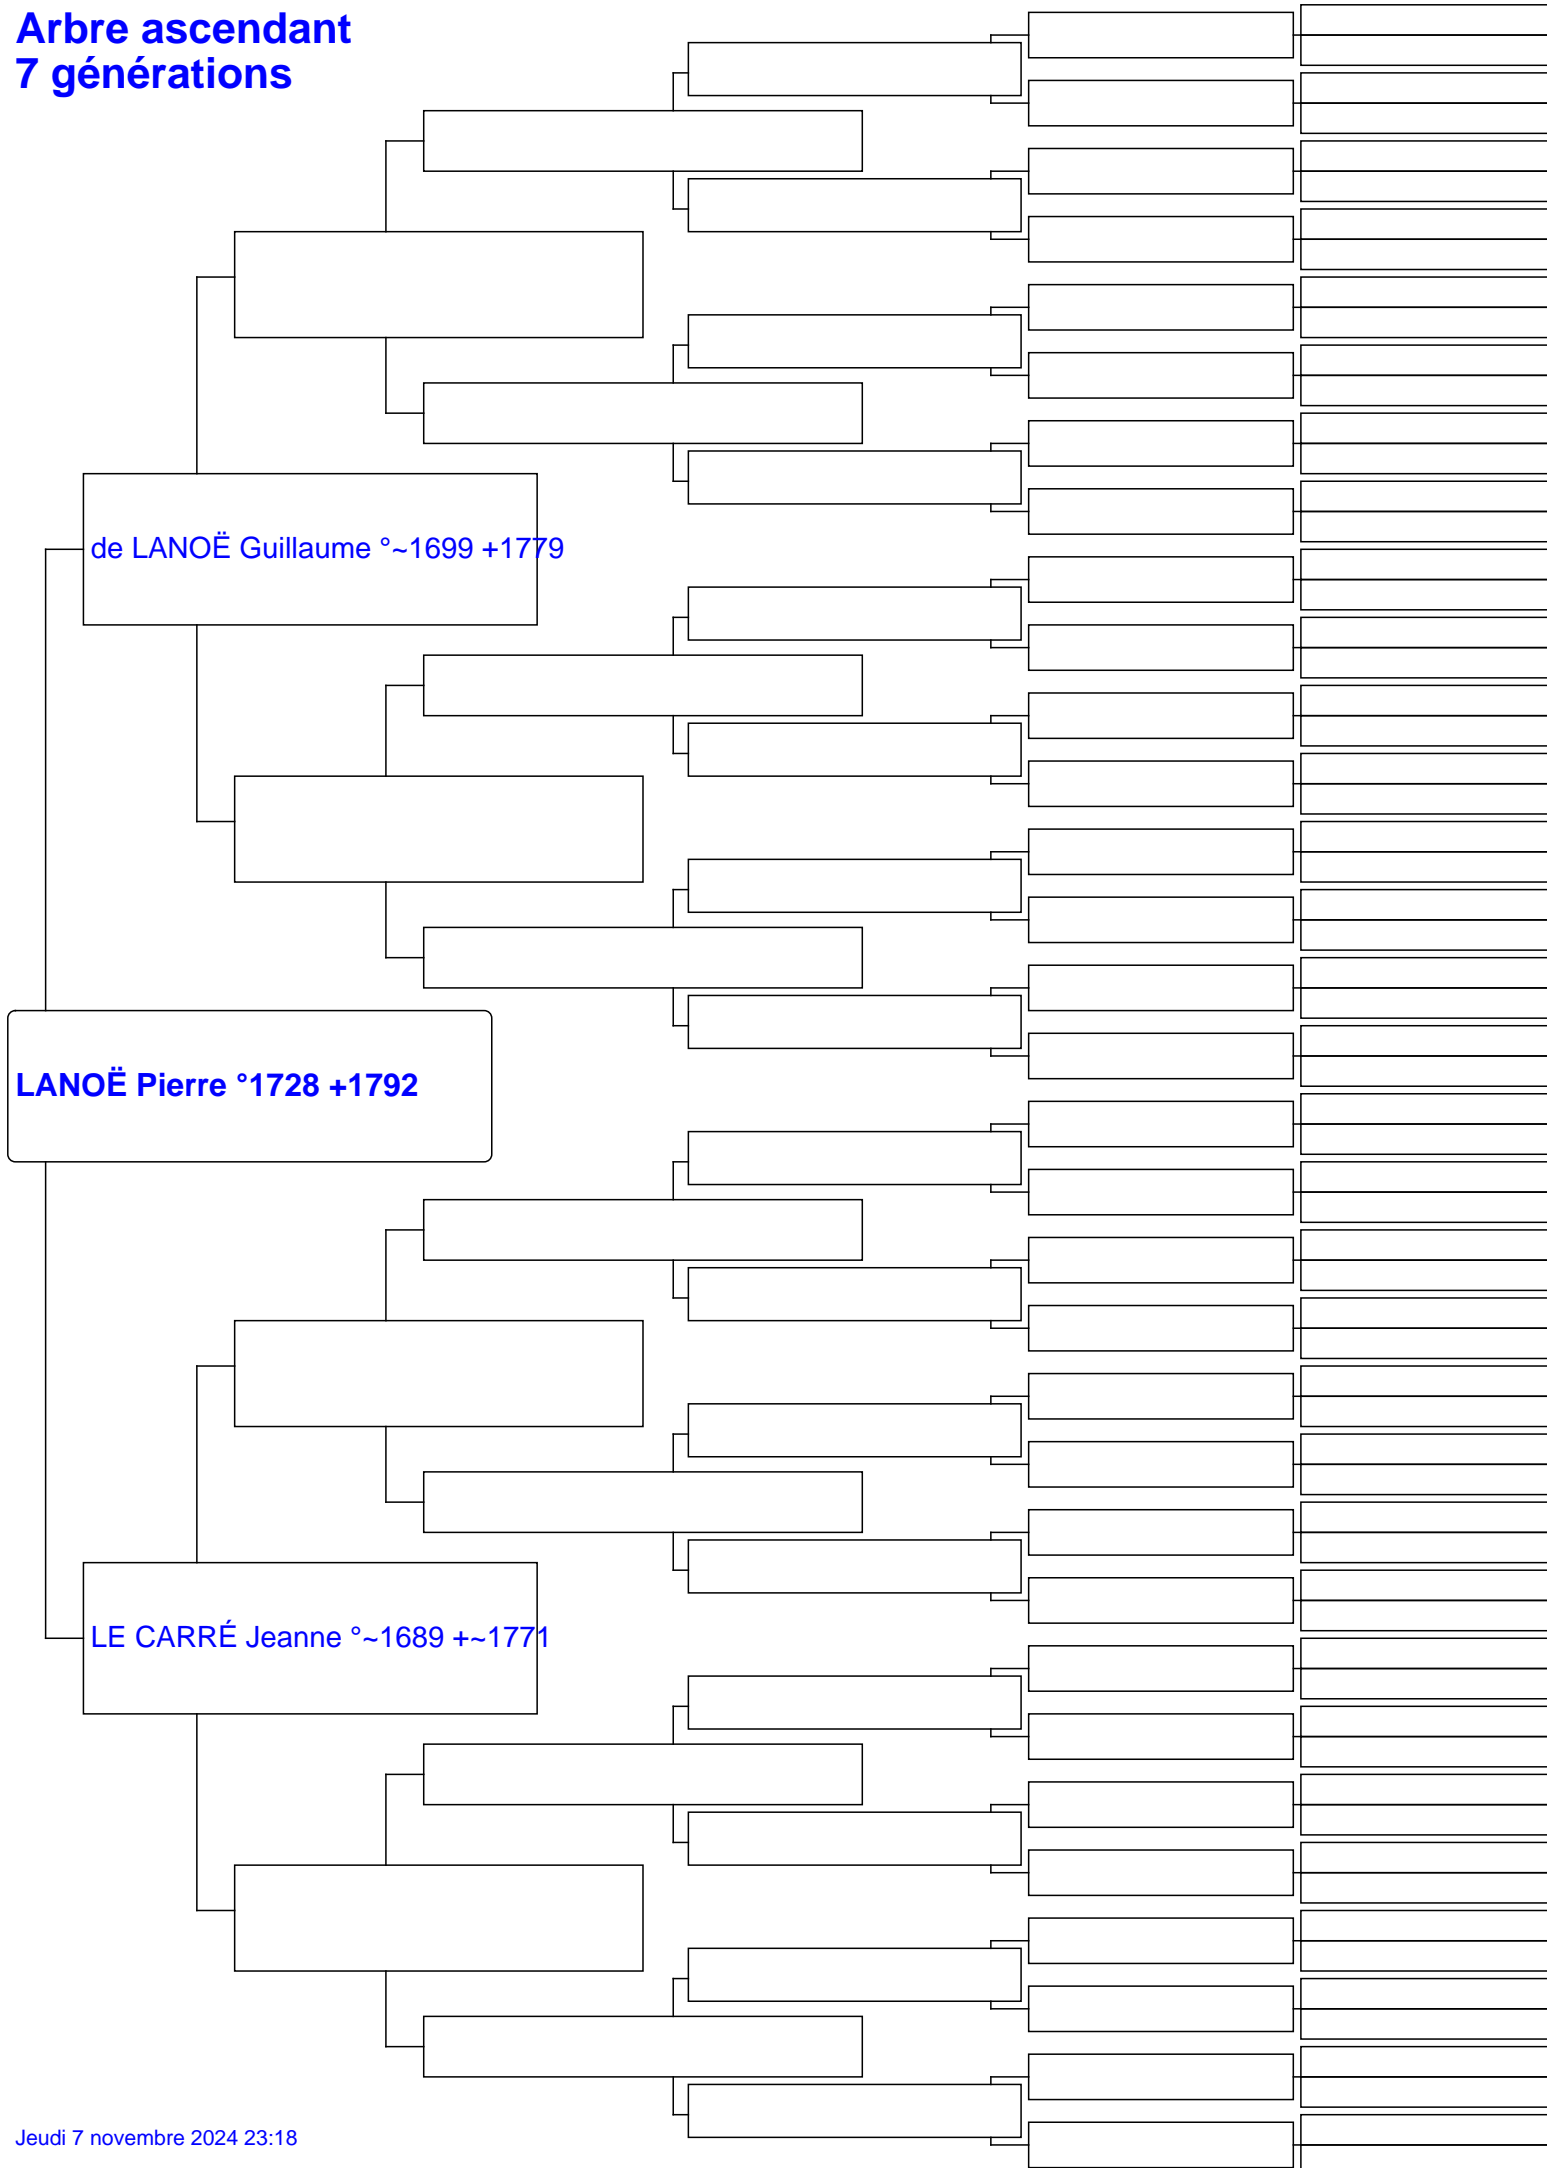 Arbre ascendant
7 générations
de LANOË Guillaume °~1699 +1779
LANOË Pierre °1728 +1792
LE CARRÉ Jeanne °~1689 +~1771
Jeudi 7 novembre 2024 23:18